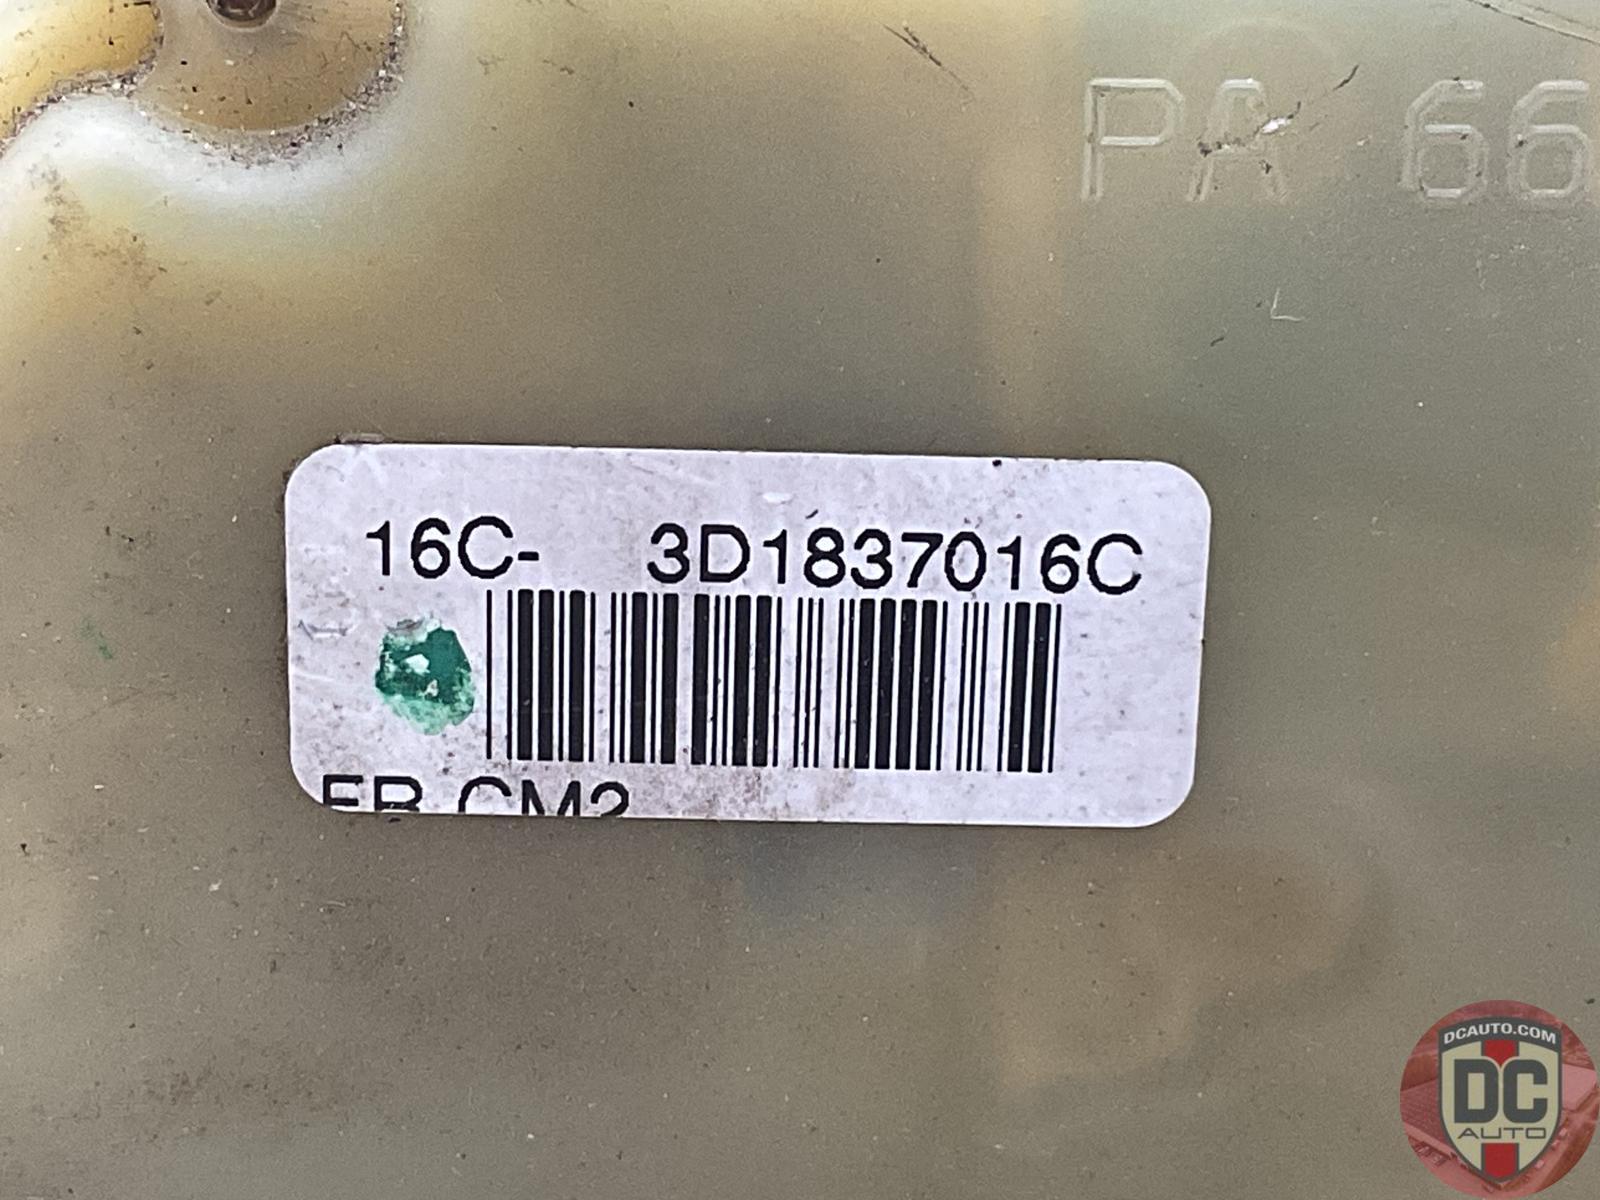 PA 66
16C- 3D1837016C
DCAUTO.COM
DC
AUTO